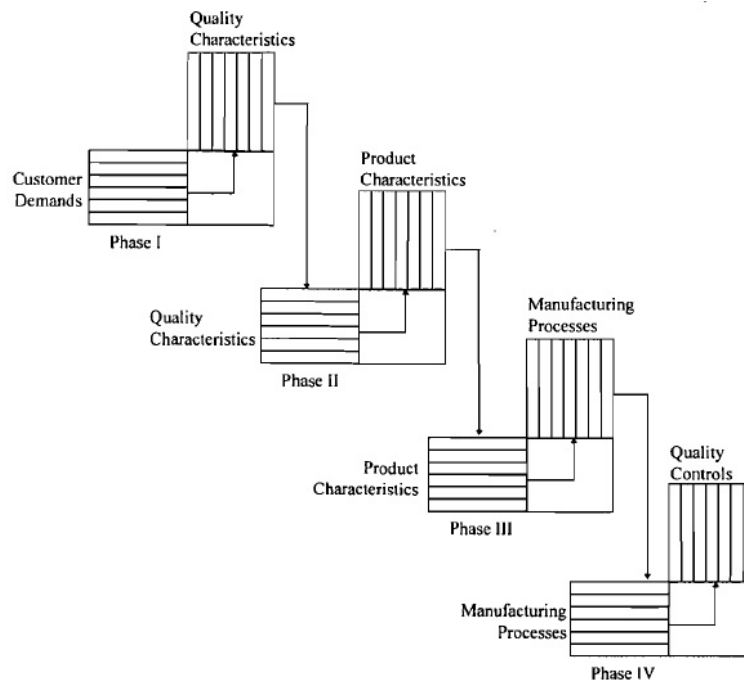 Quality
Characteristics
Customer
Demands
Phase I
Product
Characteristics
Quality
Characteristics
Phase II
Manufacturing
Processes
Product
Characteristics
Phase III
Quality
Controls
Manufacturing
Processes
Phase IV